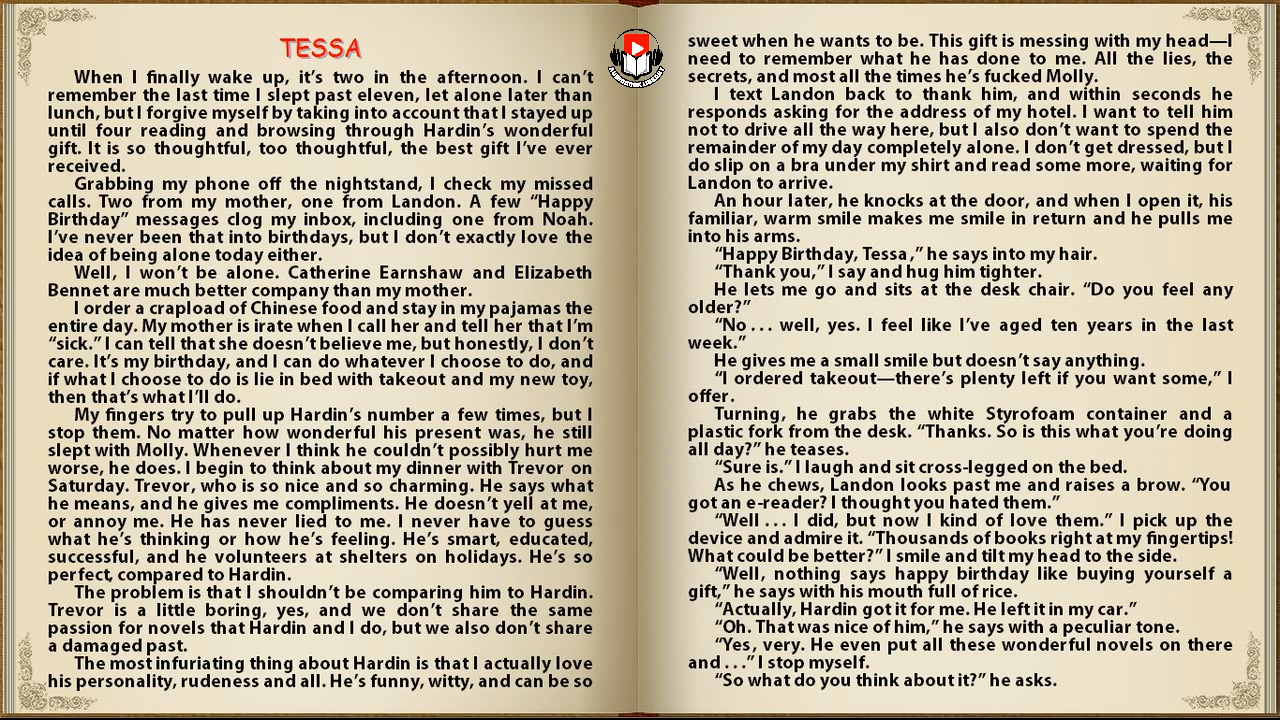 TESSA
When I finally wake up, it's two in the afternoon. I can't
remember the last time I slept past eleven, let alone later than
lunch, but I forgive myself by taking into account that I stayed up
until four reading and browsing through Hardin's wonderful
gift. It is so thoughtful, too thoughtful, the best gift I've ever
received.
Grabbing my phone off the nightstand, I check my missed
calls. Two from my mother, one from Landon. A few “Happy
Birthday” messages clog my inbox, including one from Noah.
I've never been that into birthdays, but I don't exactly love the
idea of being alone today either.
Well, I won't be alone. Catherine Earnshaw and Elizabeth
Bennet are much better company than my mother.
I order a crapload of Chinese food and stay in my pajamas the
entire day. My mother is irate when I call her and tell her that I'm
“sick.” I can tell that she doesn't believe me, but honestly, I don't
care. It's my birthday, and I can do whatever I choose to do, and
if what I choose to do is lie in bed with takeout and my new toy,
then that's what I'll do.
My fingers try to pull up Hardin's number a few times, but I
stop them. No matter how wonderful his present was, he still
slept with Molly. Whenever I think he couldn't possibly hurt me
worse, he does. I begin to think about my dinner with Trevor on
Saturday. Trevor, who is so nice and so charming. He says what
he means, and he gives me compliments. He doesn't yell at me,
or annoy me. He has never lied to me. I never have to guess
what he's thinking or how he's feeling. He's smart, educated,
successful, and he volunteers at shelters on holidays. He's so
perfect, compared to Hardin.
The problem is that I shouldn't be comparing him to Hardin.
Trevor is a little boring, yes, and we don't share the same
passion for novels that Hardin and I do, but we also don't share
a damaged past.
The most infuriating thing about Hardin is that I actually love
his personality, rudeness and all. He's funny, witty, and can be so
sweet when he wants to be. This gift is messing with my head—I
need to remember what he has done to me. All the lies, the
secrets, and most all the times he's fucked Molly.
I text Landon back to thank him, and within seconds he
responds asking for the address of my hotel. I want to tell him
not to drive all the way here, but I also don't want to spend the
remainder of my day completely alone. I don't get dressed, but I
do slip on a bra under my shirt and read some more, waiting for
Landon to arrive.
An hour later, he knocks at the door, and when I open it, his
familiar, warm smile makes me smile in return and he pulls me
into his arms.
“Happy Birthday, Tessa,” he says into my hair.
“Thank you,” I say and hug him tighter.
He lets me go and sits at the desk chair. “Do you feel any
older?”
“No . . . well, yes. I feel like I've aged ten years in the last
week.”
He gives me a small smile but doesn't say anything.
“I ordered takeout—there's plenty left if you want some,” I
offer.
Turning, he grabs the white Styrofoam container and a
plastic fork from the desk. “Thanks. So is this what you're doing
all day?” he teases.
“Sure is.” I laugh and sit cross-legged on the bed.
As he chews, Landon looks past me and raises a brow. “You
got an e-reader? I thought you hated them.”
“Well . . . I did, but now I kind of love them.” I pick up the
device and admire it. “Thousands of books right at my fingertips!
What could be better?” I smile and tilt my head to the side.
“Well, nothing says happy birthday like buying yourself a
gift,” he says with his mouth full of rice.
“Actually, Hardin got it for me. He left it in my car.”
“Oh. That was nice of him,” he says with a peculiar tone.
“Yes, very. He even put all these wonderful novels on there
and . . .” I stop myself.
“So what do you think about it?” he asks.